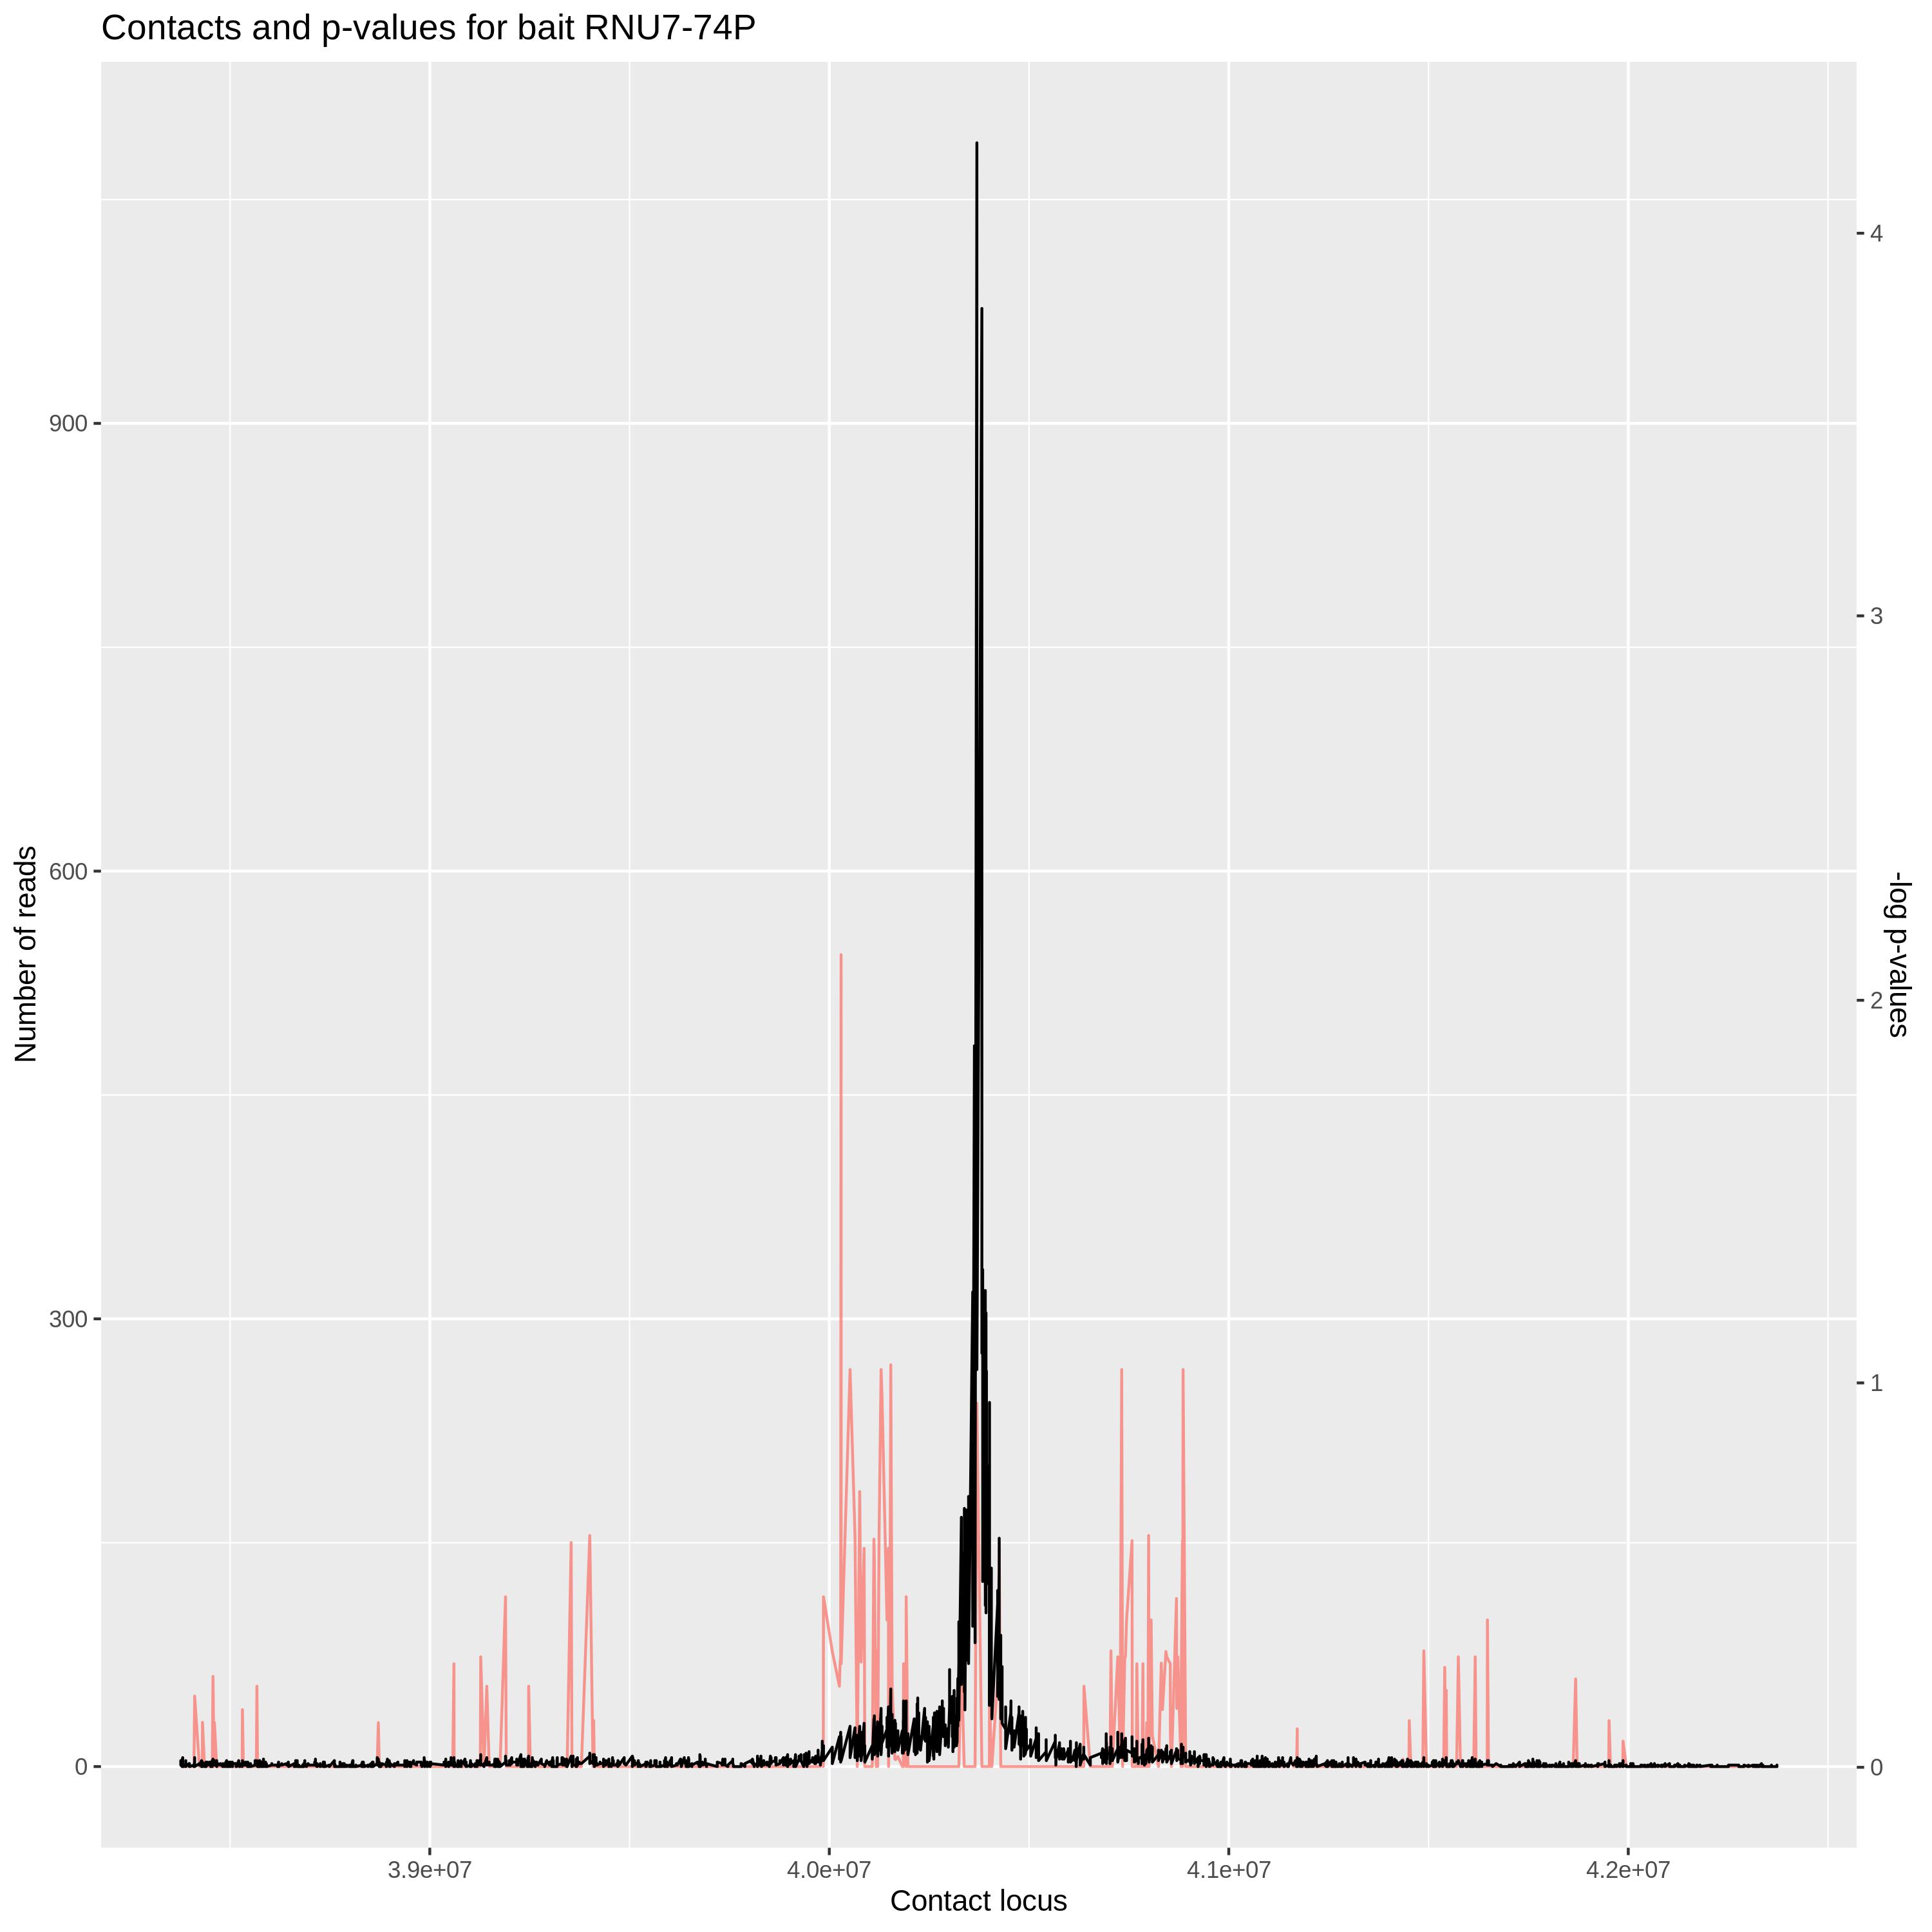 Contacts and p-values for bait RNU7-74P
Number of reads
900
600
300
0
4
3
2
1
0
-log p-values
3.9e+07
4.0e+07
4.1e+07
4.2e+07
Contact locus